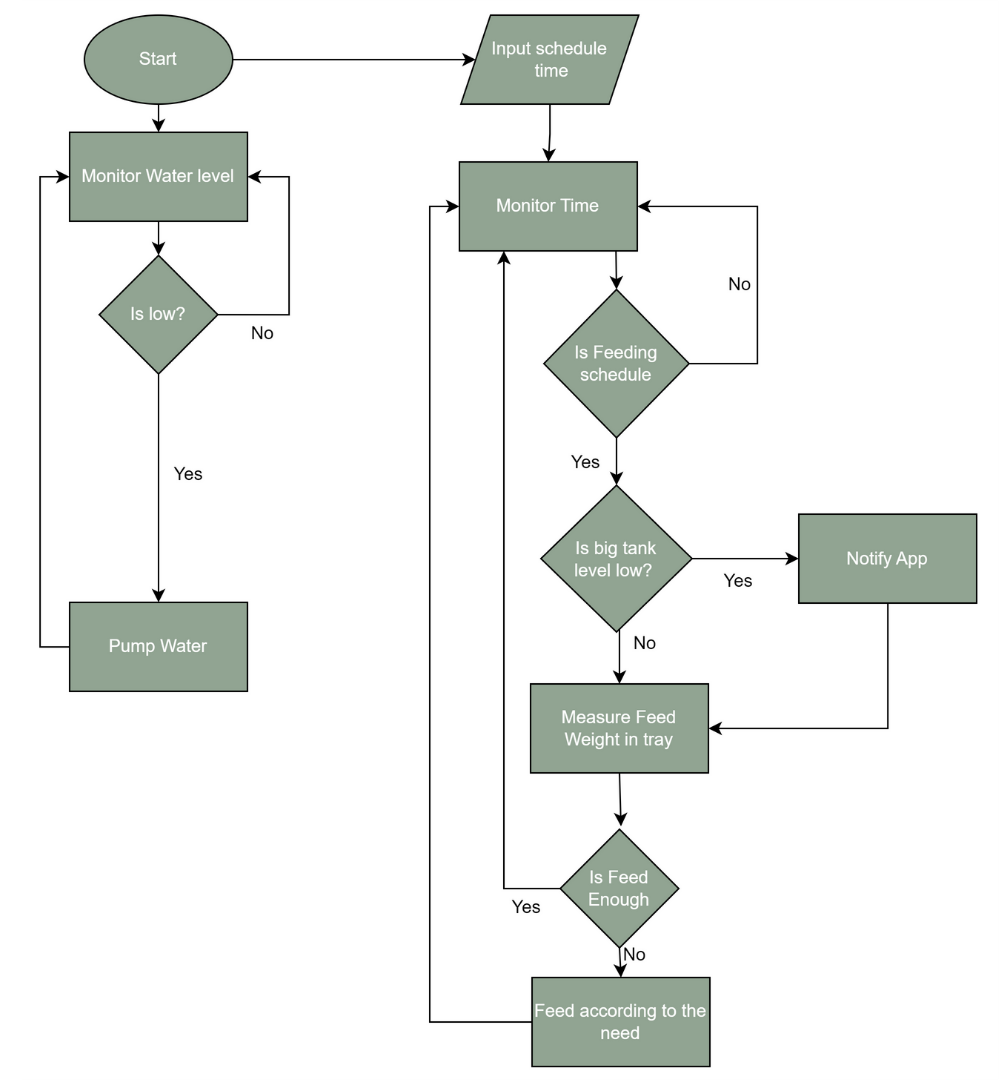 Start
Input schedule
time
Monitor Water level
Monitor Time
No
Is low?
No
Is Feeding
schedule
Yes
Yes
Is big tank
level low?
Yes
Notify App
No
Pump Water
Measure Feed
Weight in tray
Is Feed
Enough
Yes
No
Feed according to the
need